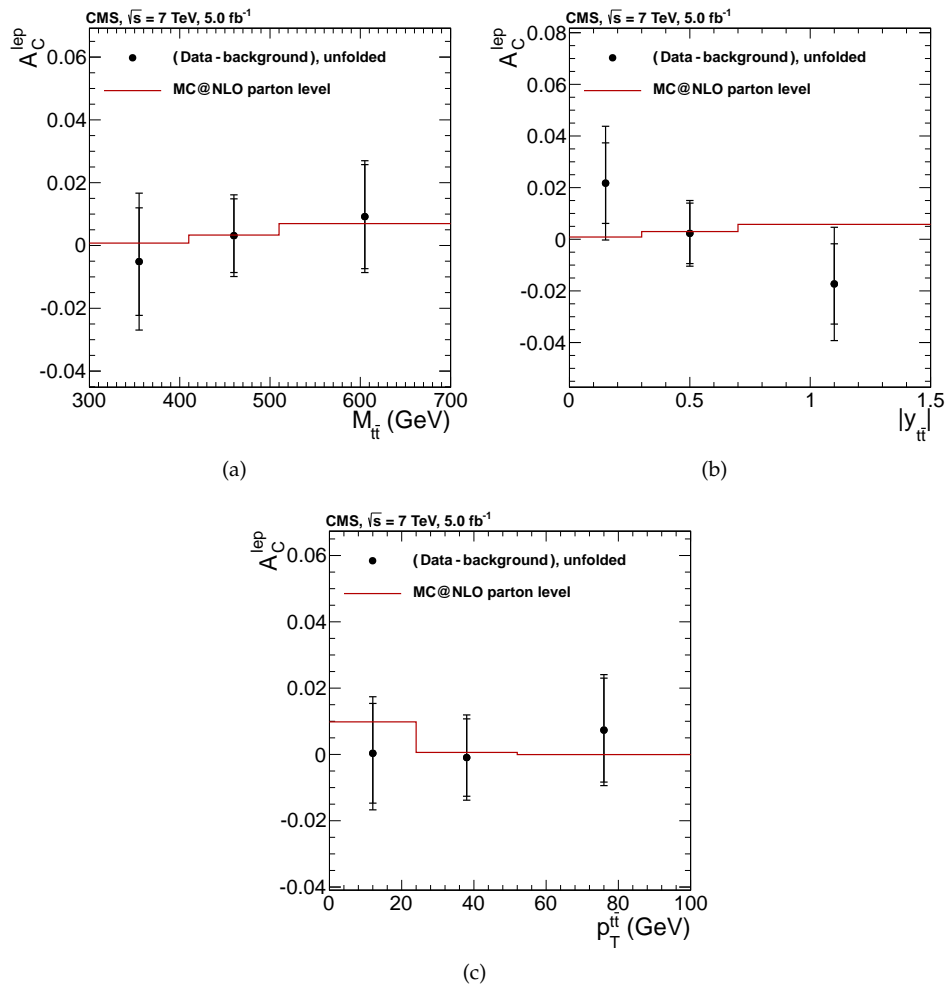 CMS, √s = 7 TeV, 5.0 fb⁻¹
A_C^lep
(Data - background), unfolded
MC@NLO parton level
0.06
0.04
0.02
0
-0.02
-0.04
300 400 500 600 700
M_tt̄ (GeV)
(a)
CMS, √s = 7 TeV, 5.0 fb⁻¹
A_C^lep
(Data - background), unfolded
MC@NLO parton level
0.08
0.06
0.04
0.02
0
-0.02
-0.04
0 0.5 1 1.5
|y_tt̄|
(b)
CMS, √s = 7 TeV, 5.0 fb⁻¹
A_C^lep
(Data - background), unfolded
MC@NLO parton level
0.06
0.04
0.02
0
-0.02
-0.04
0 20 40 60 80 100
p_T^tt̄ (GeV)
(c)